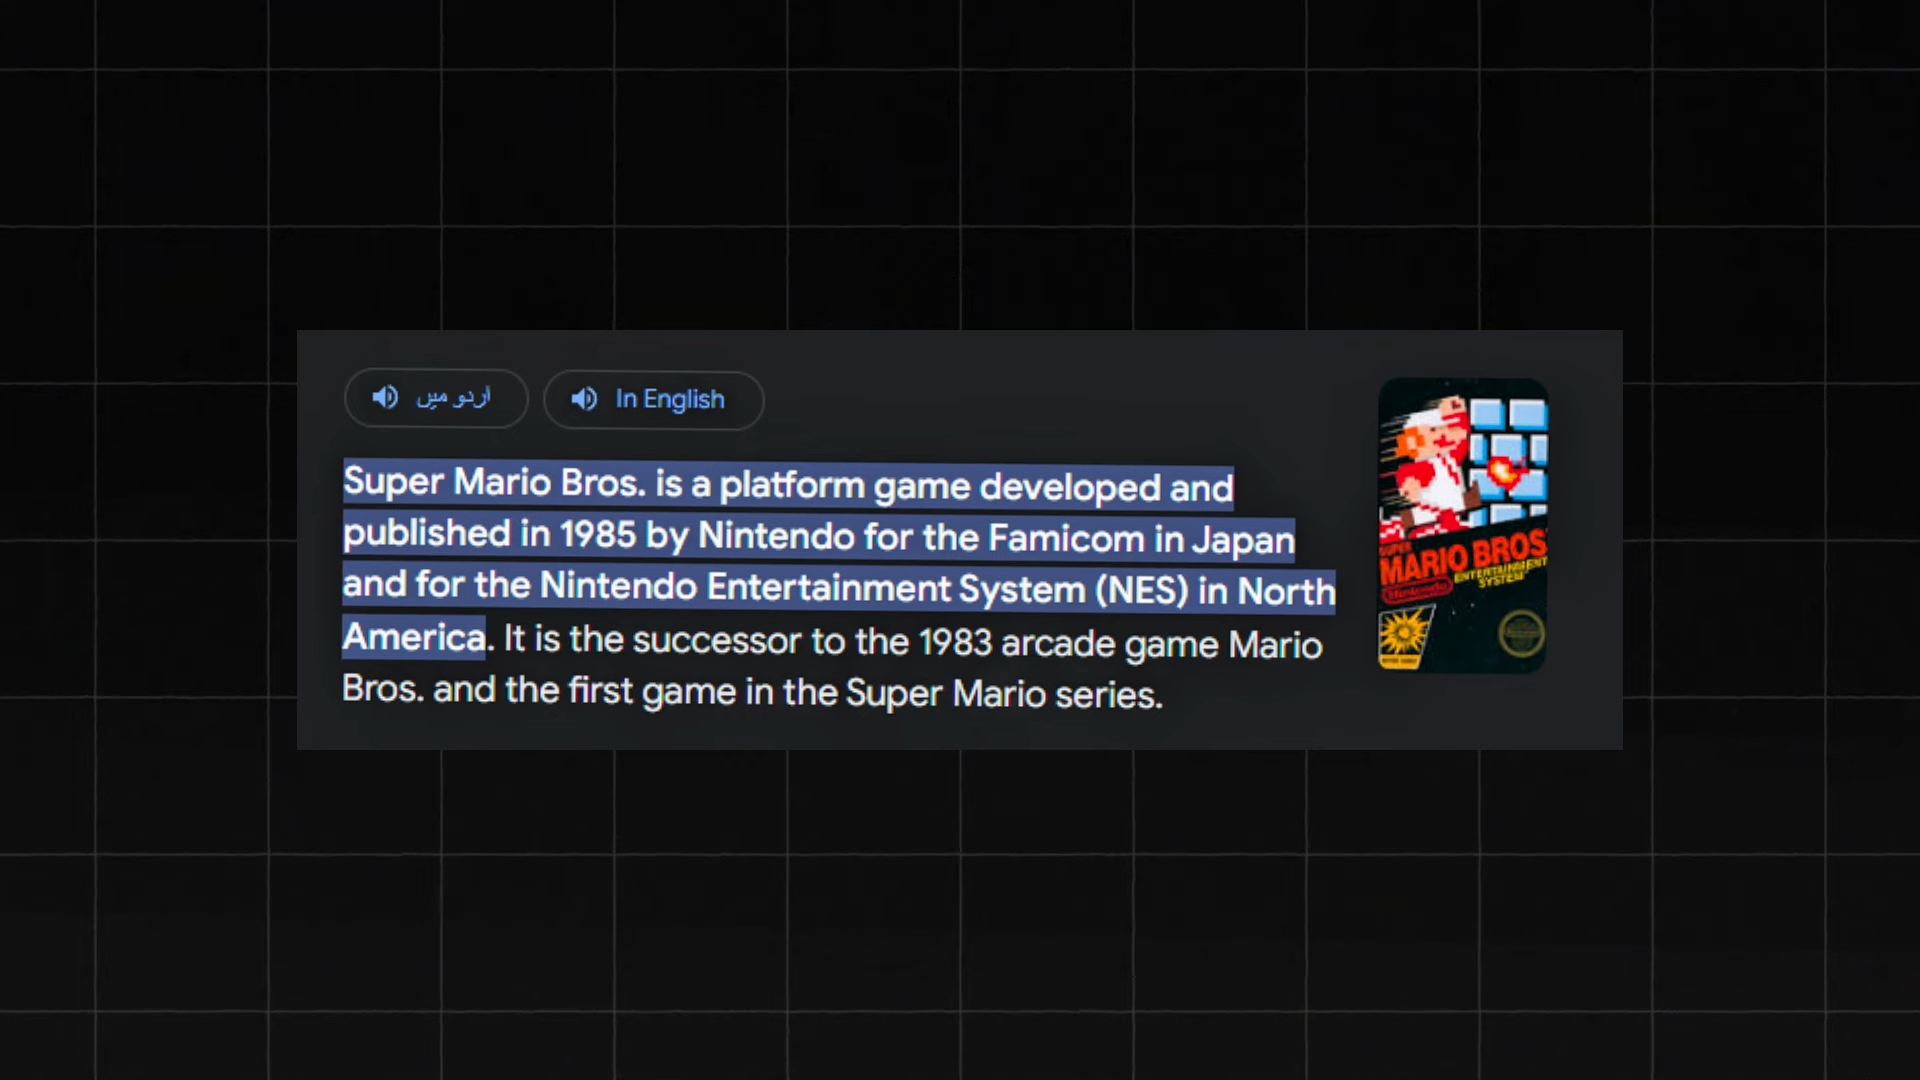 اردو میں
In English
Super Mario Bros. is a platform game developed and
published in 1985 by Nintendo for the Famicom in Japan
and for the Nintendo Entertainment System (NES) in North
America. It is the successor to the 1983 arcade game Mario
Bros. and the first game in the Super Mario series.
SUPER
MARIO BROS
ENTERTAINMENT
SYSTEM
Nintendo